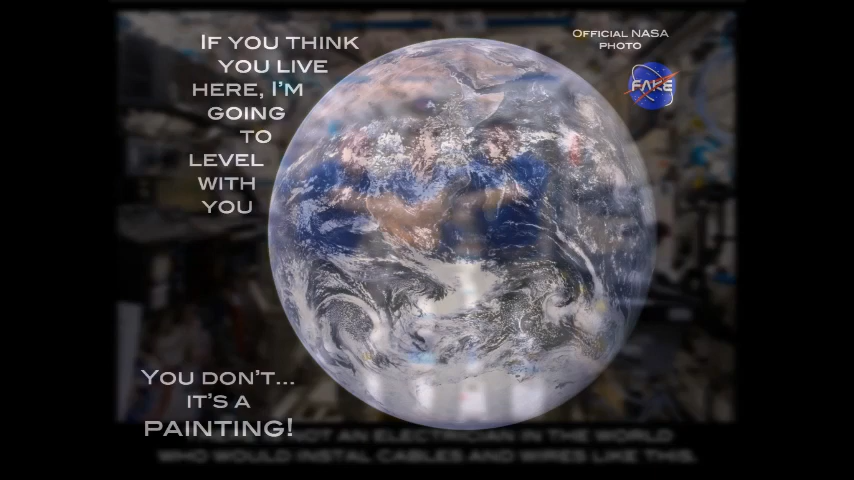 IF YOU THINK
YOU LIVE
HERE, I'M
GOING
TO
LEVEL
WITH
YOU
OFFICIAL NASA
PHOTO
FAKE
YOU DON'T...
IT'S A
PAINTING!
NOT AN ELECTRICIAN IN THE WORLD
WHO WOULD INSTAL CABLES AND WIRES LIKE THIS.